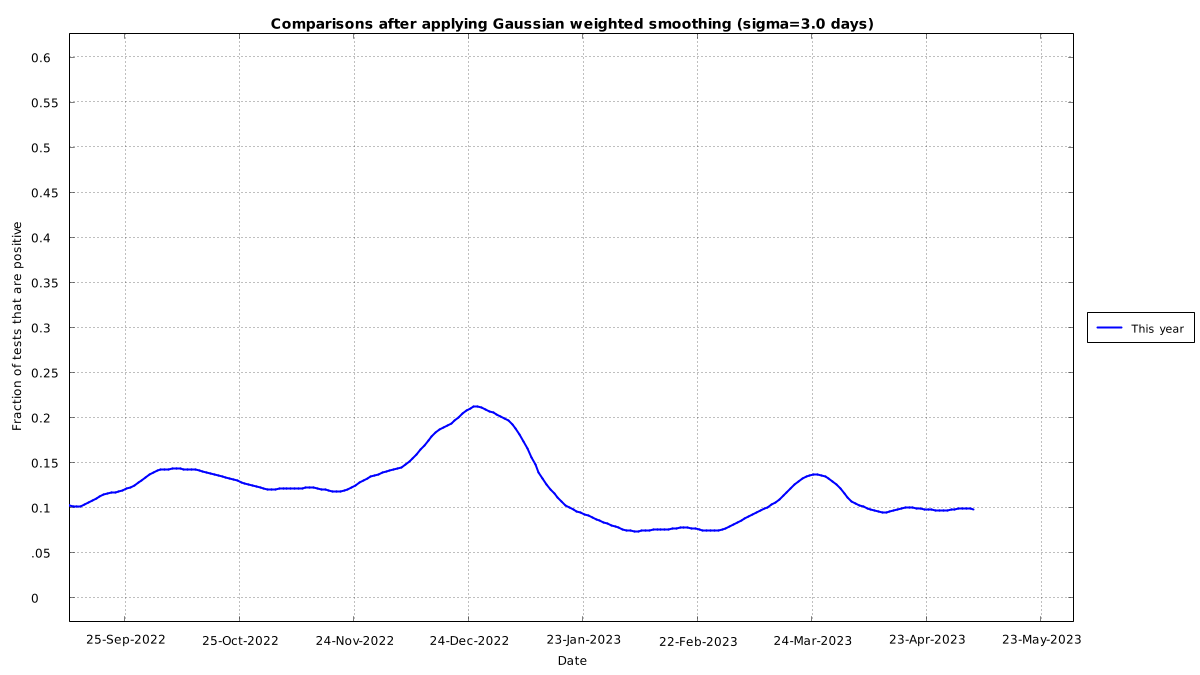 Comparisons after applying Gaussian weighted smoothing (sigma=3.0 days)
0.6
0.55
0.5
0.45
0.4
0.35
0.3
0.25
0.2
0.15
0.1
.05
0
Fraction of tests that are positive
This year
25-Sep-2022 25-Oct-2022 24-Nov-2022 24-Dec-2022 23-Jan-2023 22-Feb-2023 24-Mar-2023 23-Apr-2023 23-May-2023
Date